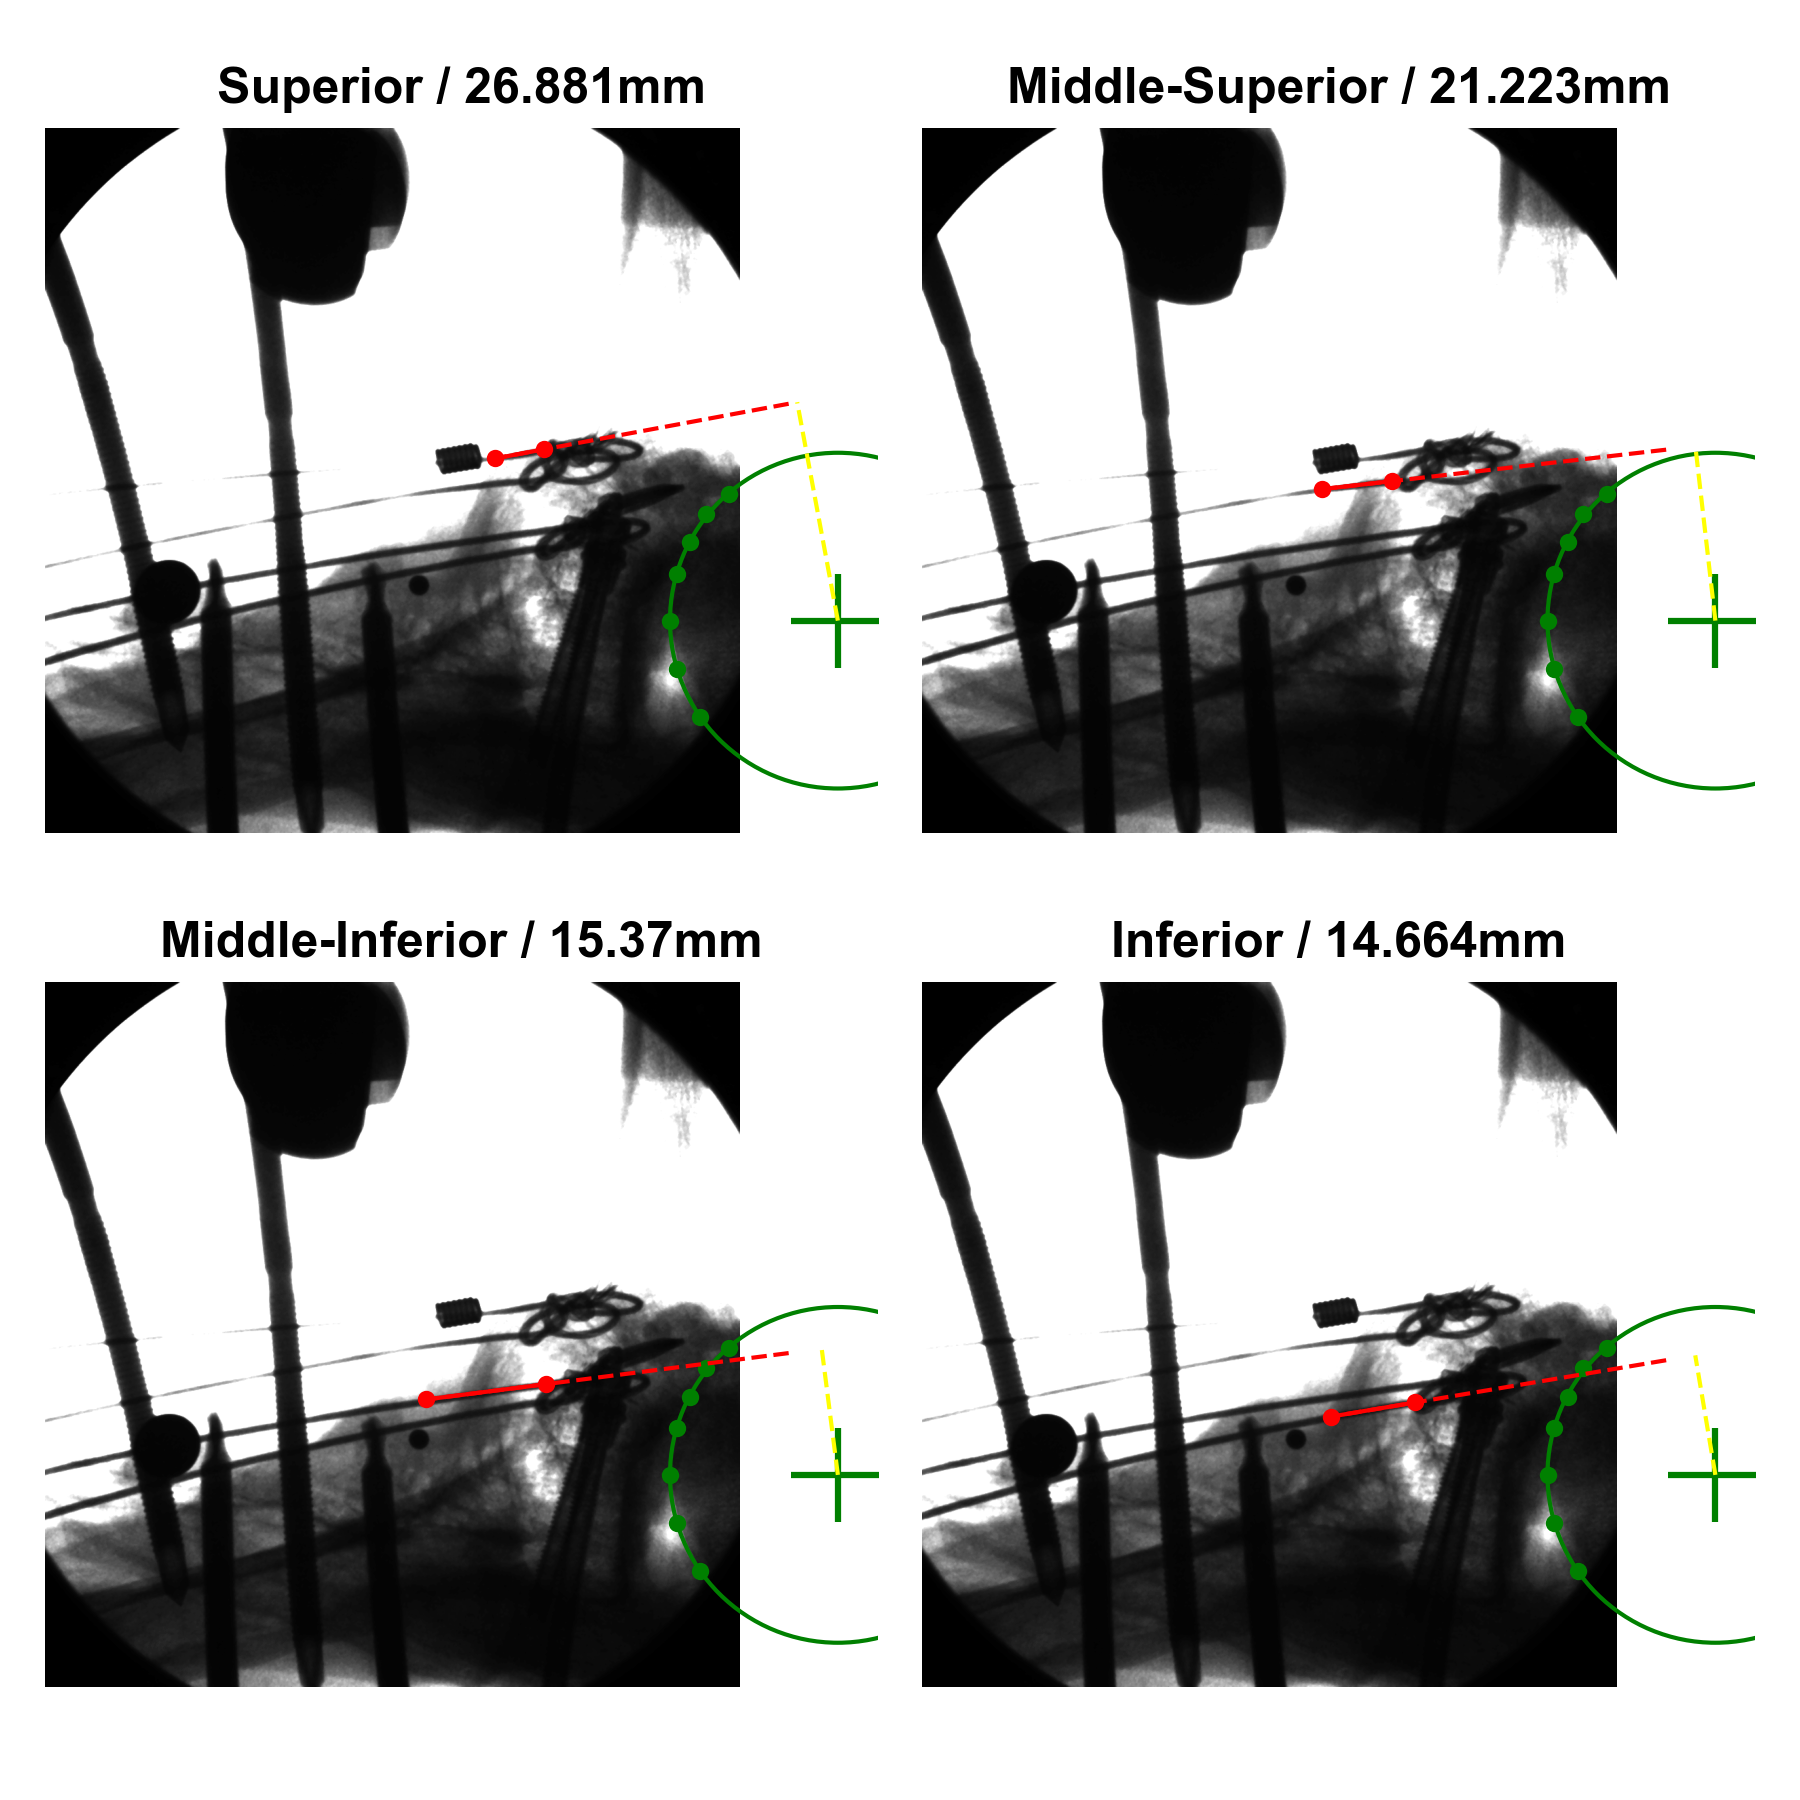 Superior / 26.881mm
Middle-Superior / 21.223mm
Middle-Inferior / 15.37mm
Inferior / 14.664mm